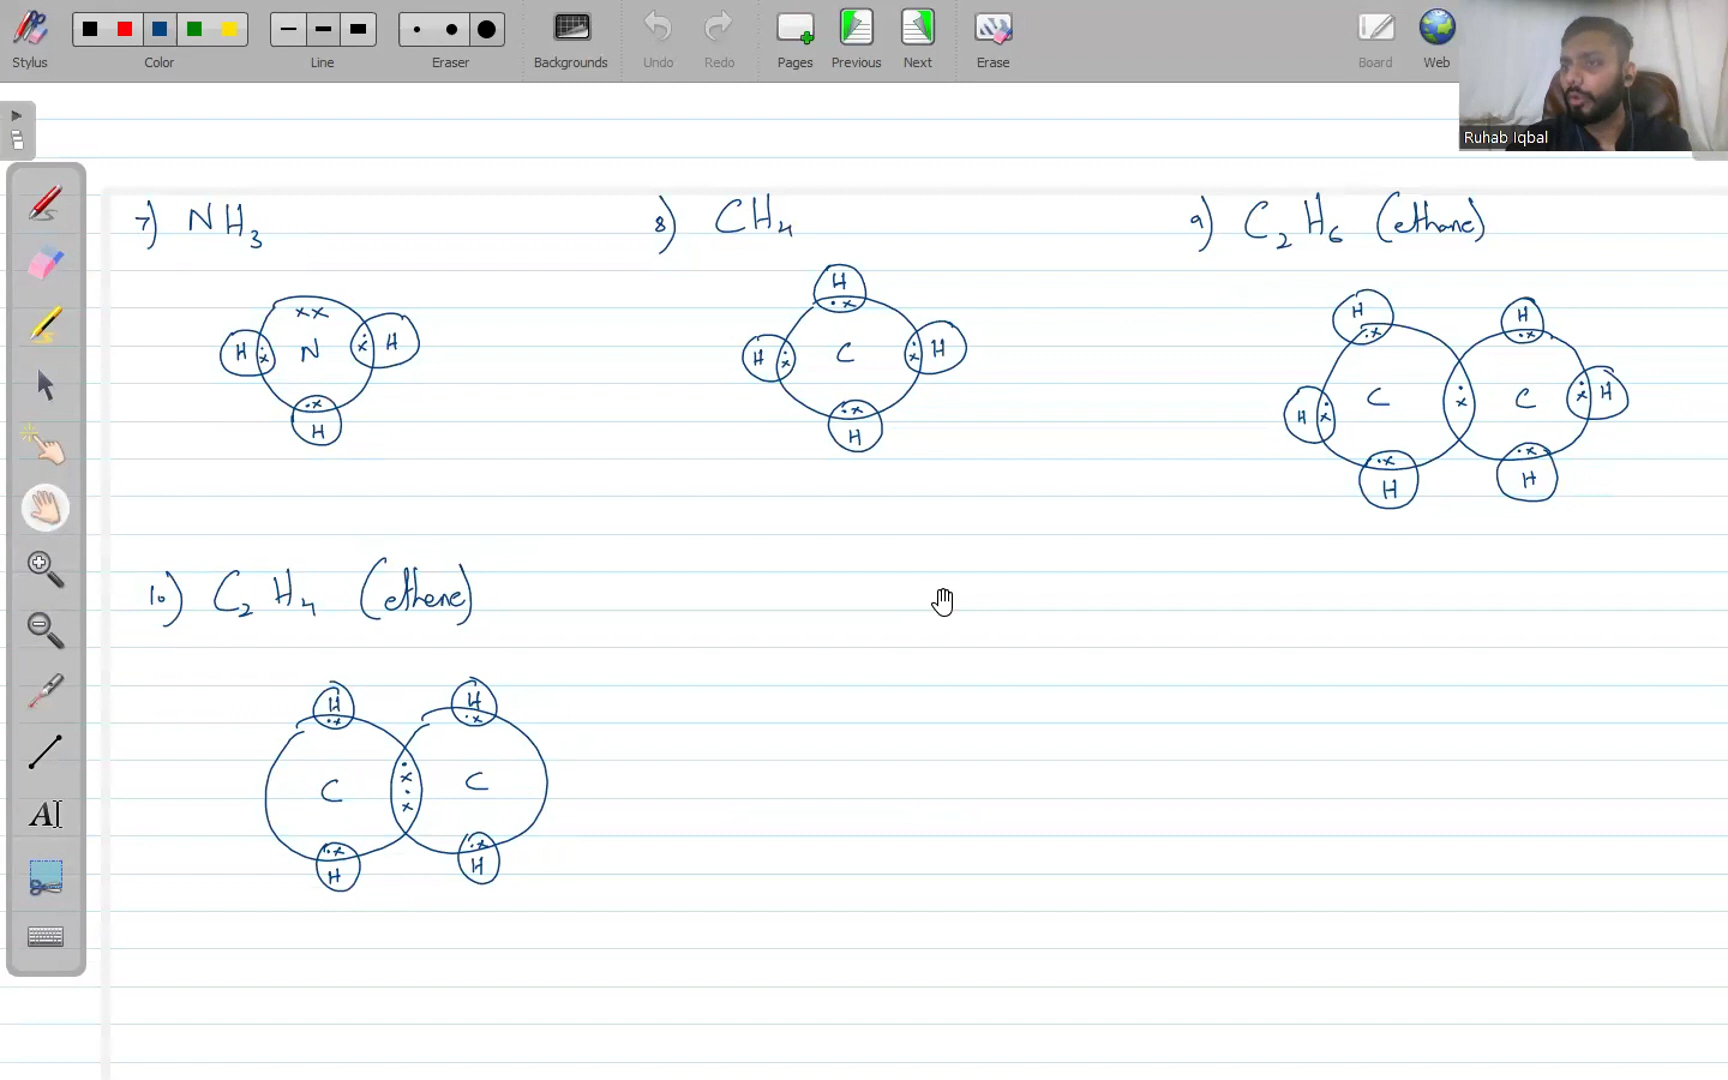 Stylus Color Line Eraser Backgrounds Undo Redo Pages Previous Next Erase Board Web
Ruhab Iqbal
7) NH3 8) CH4 9) C2H6 (ethane)
H
xx
H ·x N ·x H
·x
H
H
·x
H ·x C ·x H
·x
H
H H
·x ·x
H ·x C ·x C ·x H
·x ·x
H H
10) C2H4 (ethene)
H H
·x ·x
C ·x·x C
·x ·x
H H
A